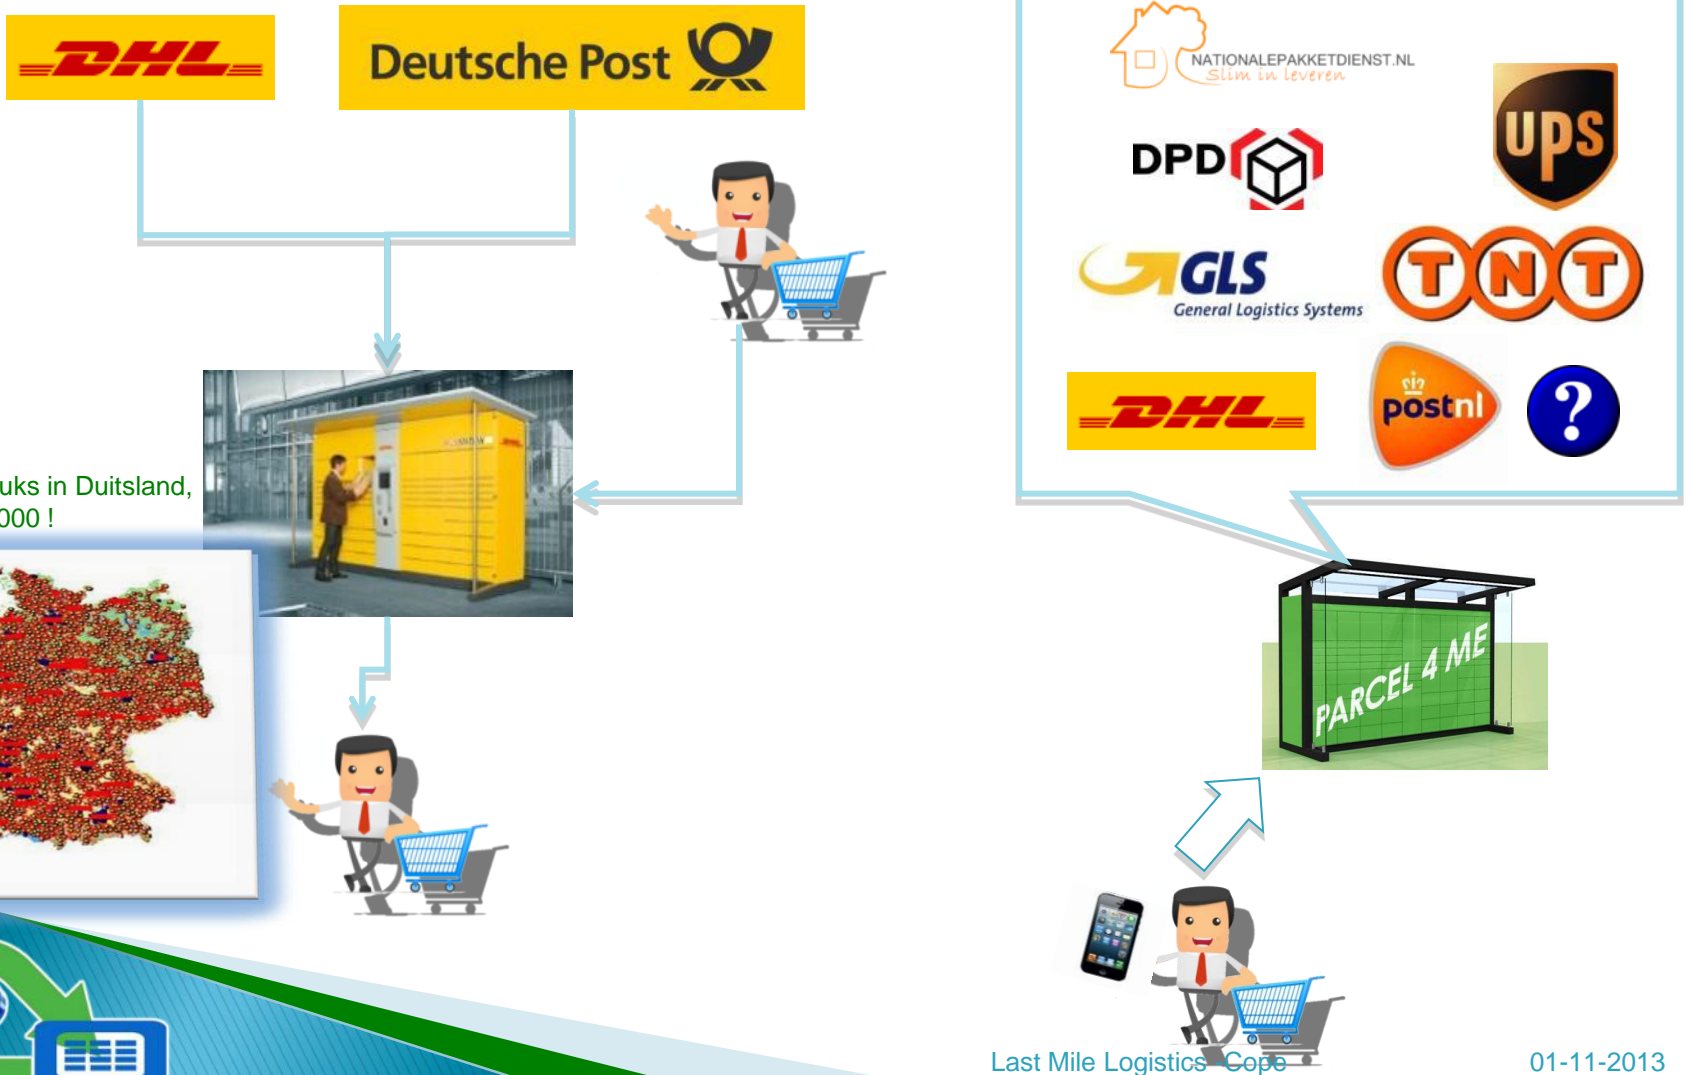 DHL
Deutsche Post
NATIONALEPAKKETDIENST.NL
Slim in leveren
DPD
ups
GLS
General Logistics Systems
TNT
DHL
postnl
?
uks in Duitsland,
000 !
PARCEL 4 ME
Last Mile Logistics Cope
01-11-2013